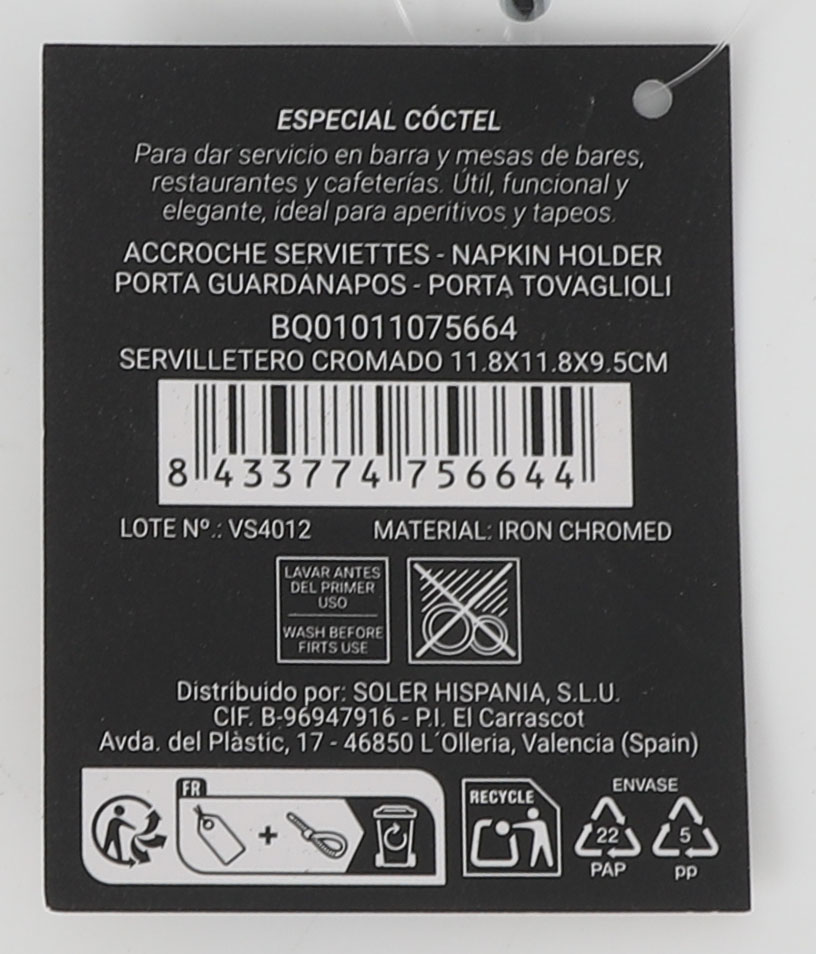 ESPECIAL CÓCTEL
Para dar servicio en barra y mesas de bares,
restaurantes y cafeterías. Útil, funcional y
elegante, ideal para aperitivos y tapeos.
ACCROCHE SERVIETTES - NAPKIN HOLDER
PORTA GUARDANAPOS - PORTA TOVAGLIOLI
BQ01011075664
SERVILLETERO CROMADO 11.8X11.8X9.5CM
8 433774 756644
LOTE Nº.: VS4012 MATERIAL: IRON CHROMED
LAVAR ANTES
DEL PRIMER
USO
WASH BEFORE
FIRTS USE
Distribuido por: SOLER HISPANIA, S.L.U.
CIF. B-96947916 - P.I. El Carrascot
Avda. del Plàstic, 17 - 46850 L´Olleria, Valencia (Spain)
FR
+
RECYCLE
ENVASE
22
PAP
5
pp